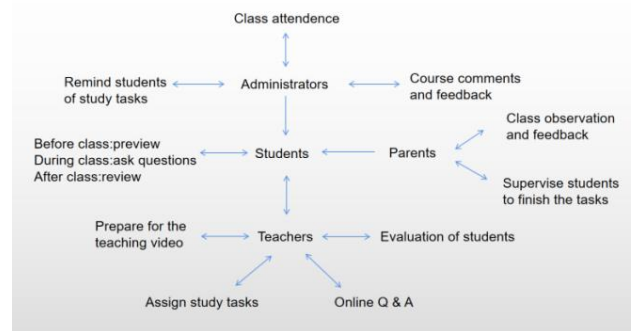 Class attendence
Remind students
of study tasks
Administrators
Course comments
and feedback
Before class:preview
During class:ask questions
After class:review
Students
Parents
Class observation
and feedback
Supervise students
to finish the tasks
Prepare for the
teaching video
Teachers
Evaluation of students
Assign study tasks
Online Q & A